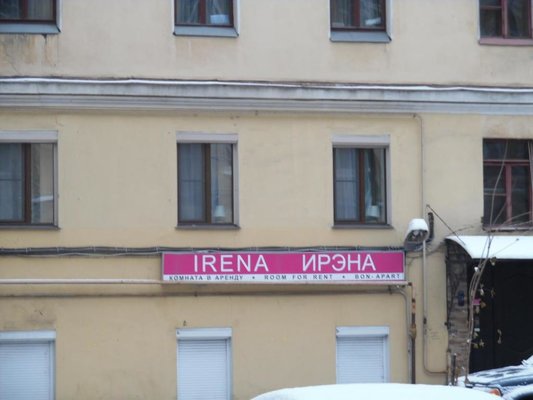 IRENA ИРЭНА
КОМНАТА В АРЕНДУ • ROOM FOR RENT • BON-APART